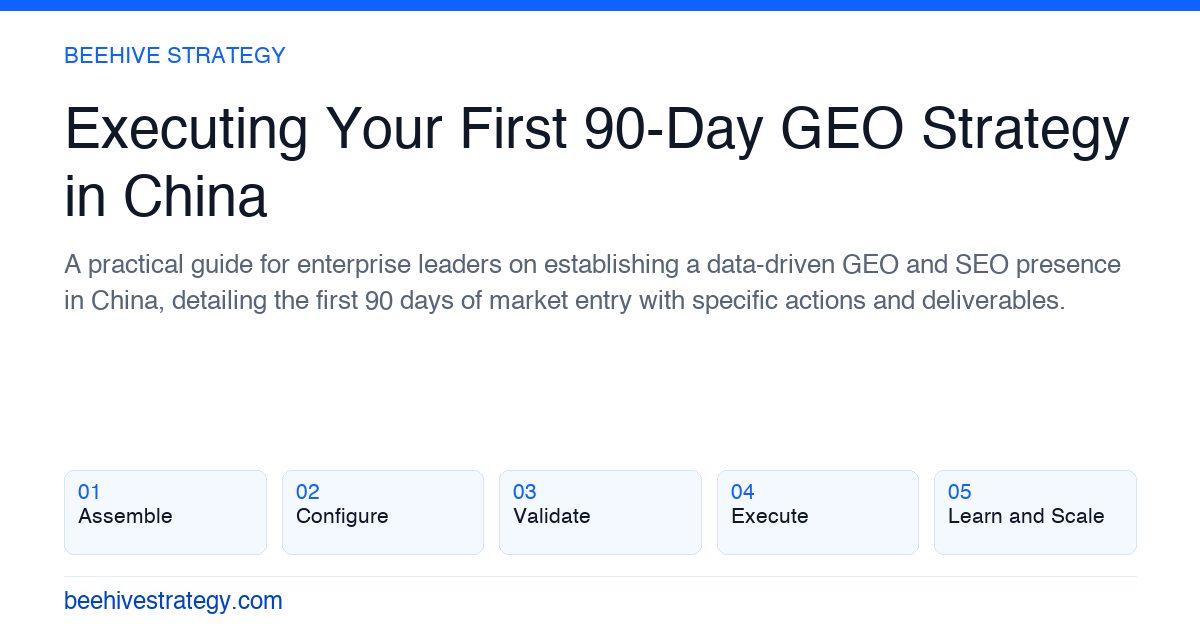 BEEHIVE STRATEGY
Executing Your First 90-Day GEO Strategy
in China
A practical guide for enterprise leaders on establishing a data-driven GEO and SEO presence
in China, detailing the first 90 days of market entry with specific actions and deliverables.
01
Assemble
02
Configure
03
Validate
04
Execute
05
Learn and Scale
beehivestrategy.com